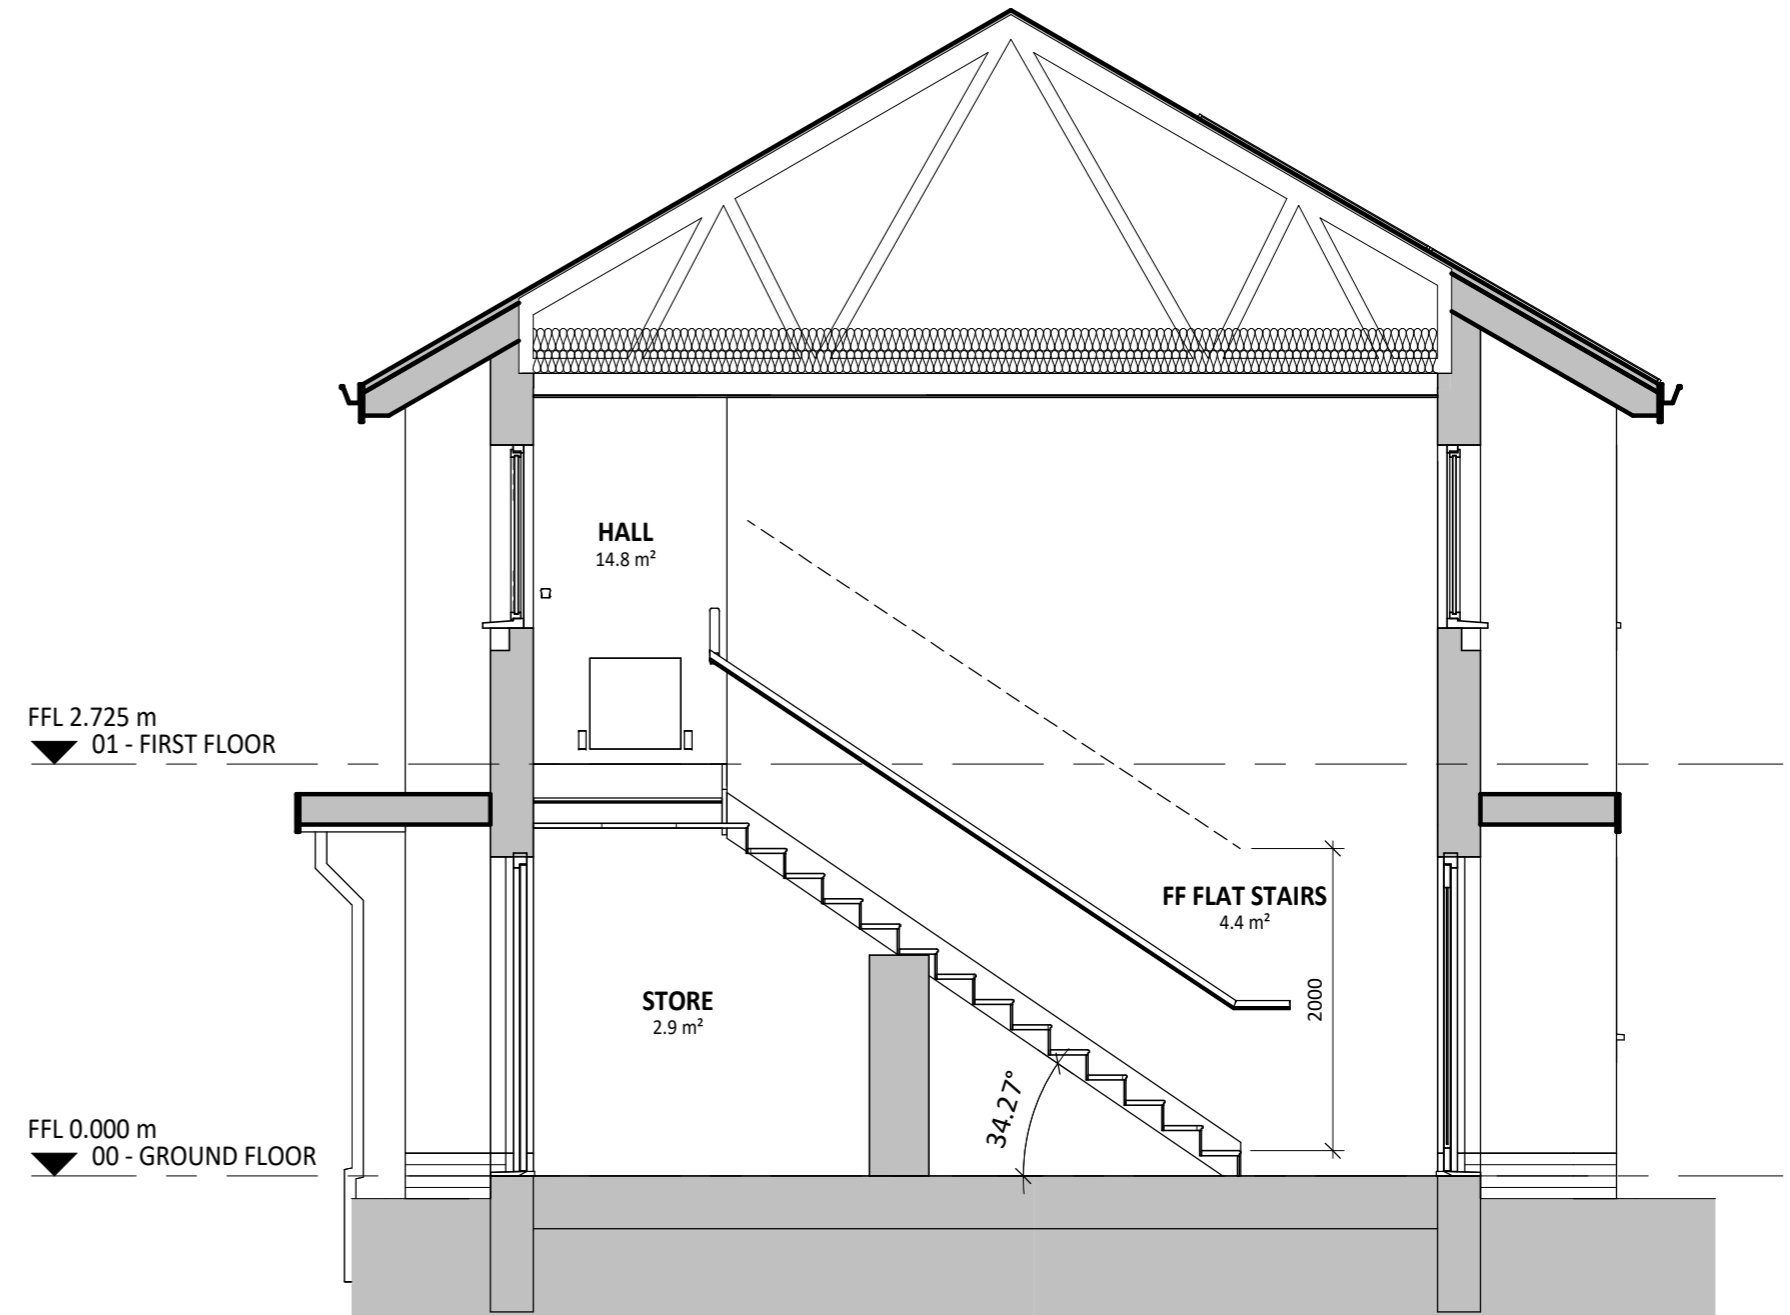 HALL
14.8 m²
FFL 2.725 m
01 - FIRST FLOOR
FF FLAT STAIRS
4.4 m²
2000
STORE
2.9 m²
34.27°
FFL 0.000 m
00 - GROUND FLOOR